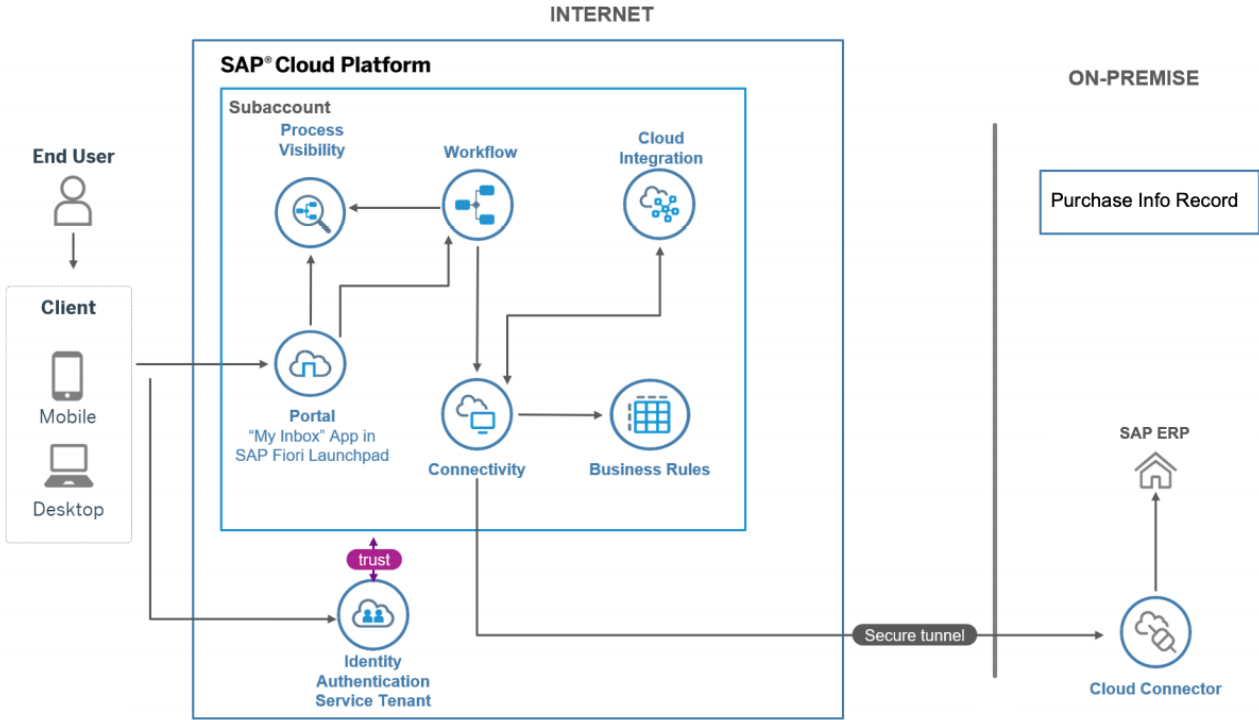 INTERNET
SAP® Cloud Platform
ON-PREMISE
Subaccount
Process
Visibility
Workflow
Cloud
Integration
End User
Purchase Info Record
Client
Mobile
Desktop
Portal
“My Inbox” App in
SAP Fiori Launchpad
Connectivity
Business Rules
SAP ERP
trust
Identity
Authentication
Service Tenant
Secure tunnel
Cloud Connector